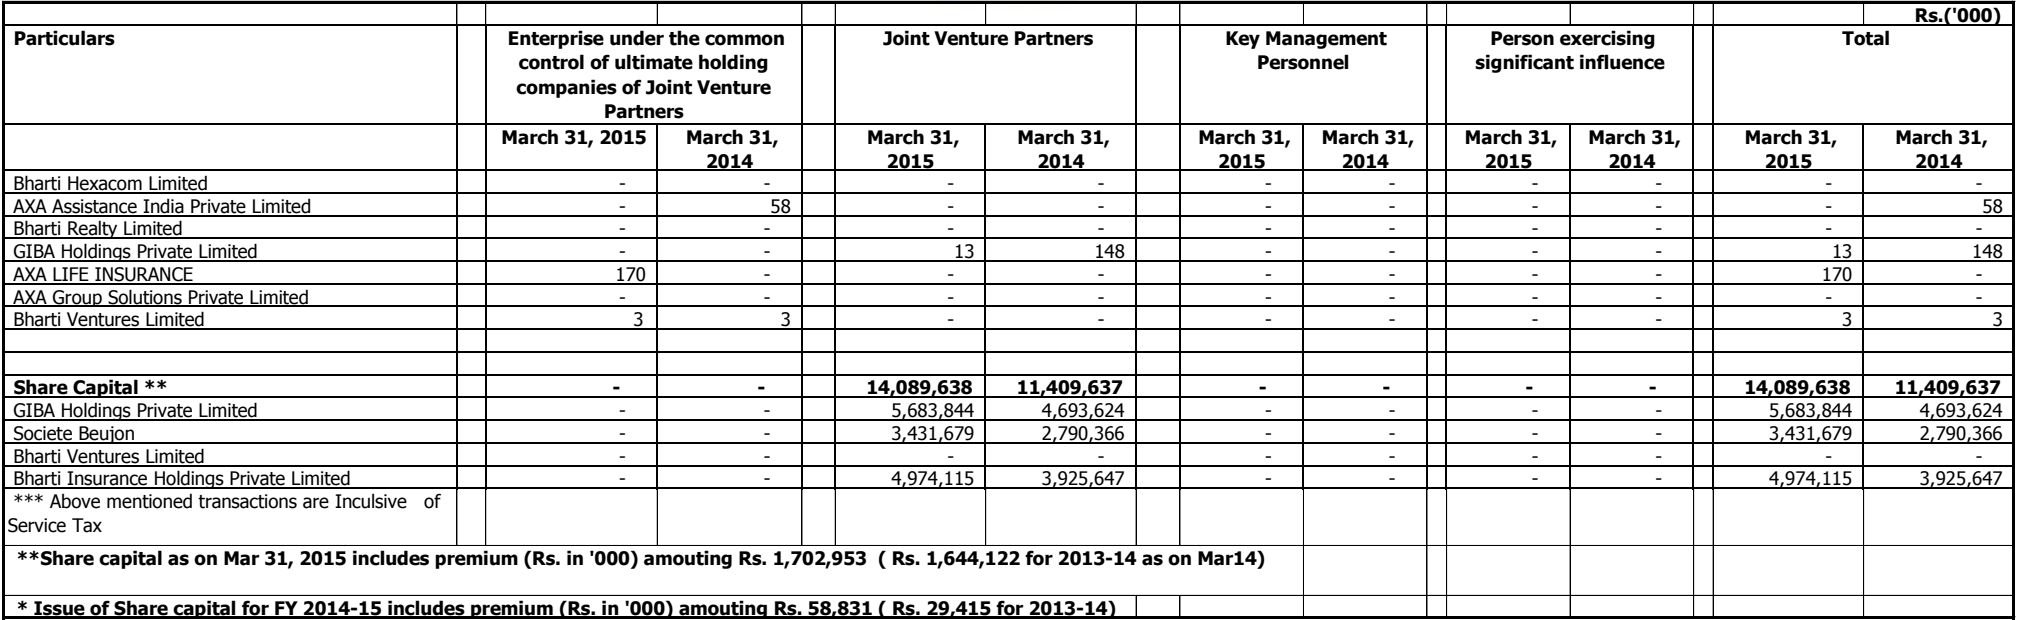 Rs.('000)
Particulars Enterprise under the common control of ultimate holding companies of Joint Venture Partners Joint Venture Partners Key Management Personnel Person exercising significant influence Total
March 31, 2015 March 31, 2014 March 31, 2015 March 31, 2014 March 31, 2015 March 31, 2014 March 31, 2015 March 31, 2014 March 31, 2015 March 31, 2014
Bharti Hexacom Limited - - - - - - - - - -
AXA Assistance India Private Limited - 58 - - - - - - - 58
Bharti Realty Limited - - - - - - - - - -
GIBA Holdings Private Limited - - 13 148 - - - - 13 148
AXA LIFE INSURANCE 170 - - - - - - - 170 -
AXA Group Solutions Private Limited - - - - - - - - - -
Bharti Ventures Limited 3 3 - - - - - - 3 3
Share Capital ** - - 14,089,638 11,409,637 - - - - 14,089,638 11,409,637
GIBA Holdings Private Limited - - 5,683,844 4,693,624 - - - - 5,683,844 4,693,624
Societe Beujon - - 3,431,679 2,790,366 - - - - 3,431,679 2,790,366
Bharti Ventures Limited - - - - - - - - - -
Bharti Insurance Holdings Private Limited - - 4,974,115 3,925,647 - - - - 4,974,115 3,925,647
*** Above mentioned transactions are Inculsive of
Service Tax
**Share capital as on Mar 31, 2015 includes premium (Rs. in '000) amouting Rs. 1,702,953 ( Rs. 1,644,122 for 2013-14 as on Mar14)
* Issue of Share capital for FY 2014-15 includes premium (Rs. in '000) amouting Rs. 58,831 ( Rs. 29,415 for 2013-14)